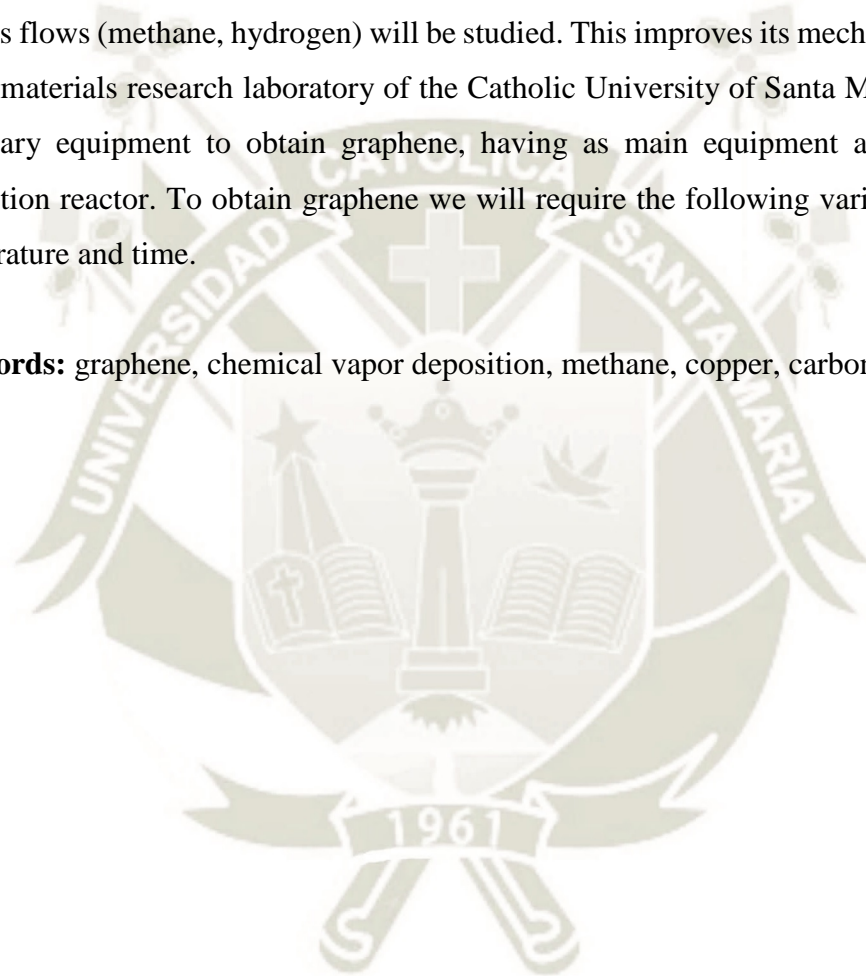 s flows (methane, hydrogen) will be studied. This improves its mech
materials research laboratory of the Catholic University of Santa M
ary equipment to obtain graphene, having as main equipment a
tion reactor. To obtain graphene we will require the following vari
rature and time.
ords: graphene, chemical vapor deposition, methane, copper, carbon
UNIVERSIDAD CATOLICA SANTA MARIA
1961